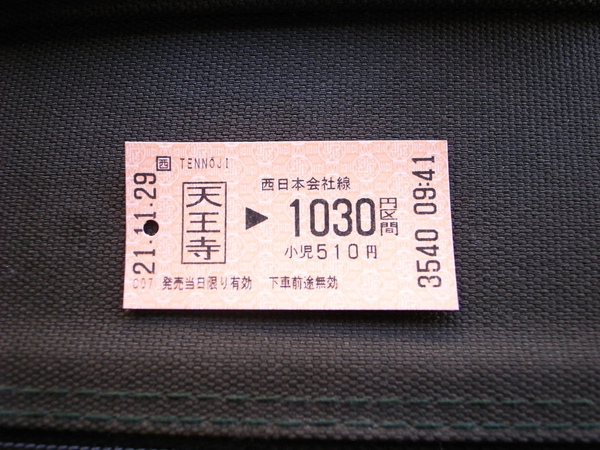 西 TENNOJI
21.11.29
天王寺
▶
西日本会社線
1030円区間
小児510円
3540 09:41
C07 発売当日限り有効 下車前途無効